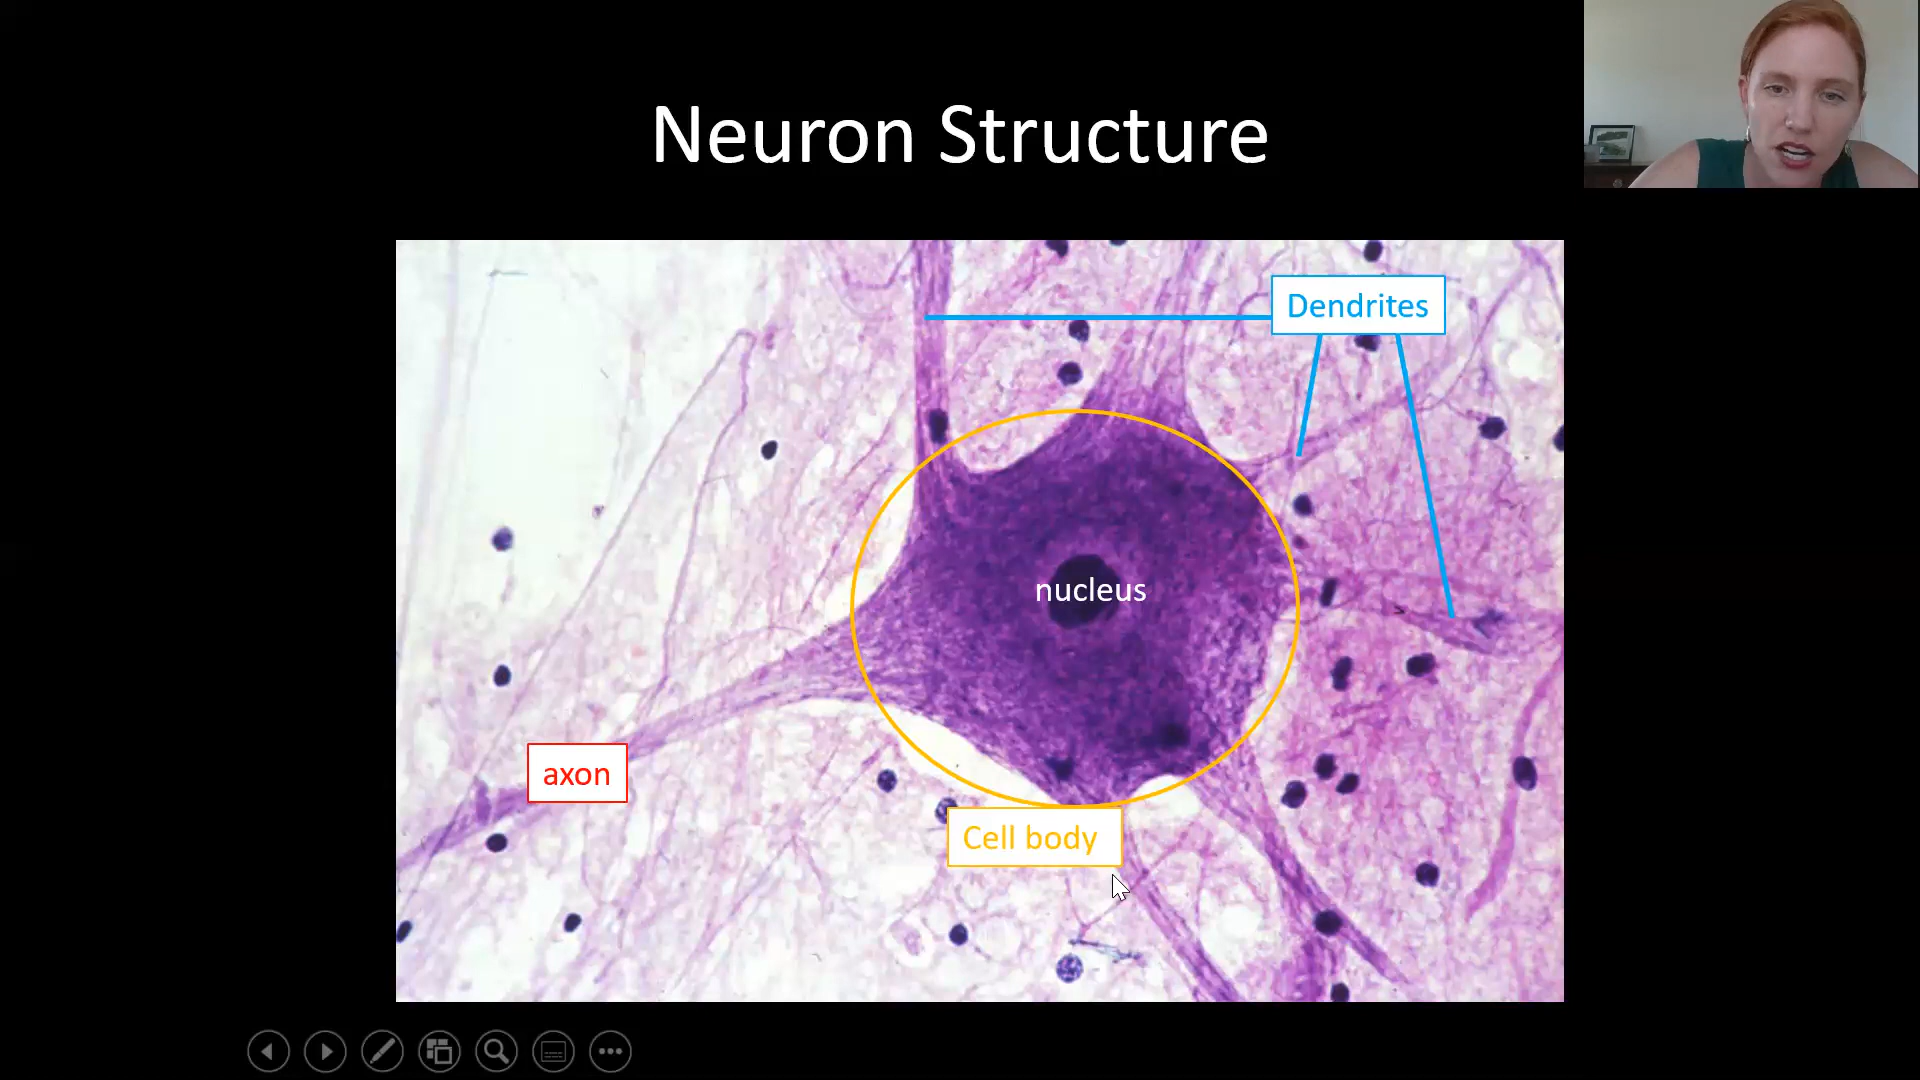 Neuron Structure
Dendrites
nucleus
axon
Cell body